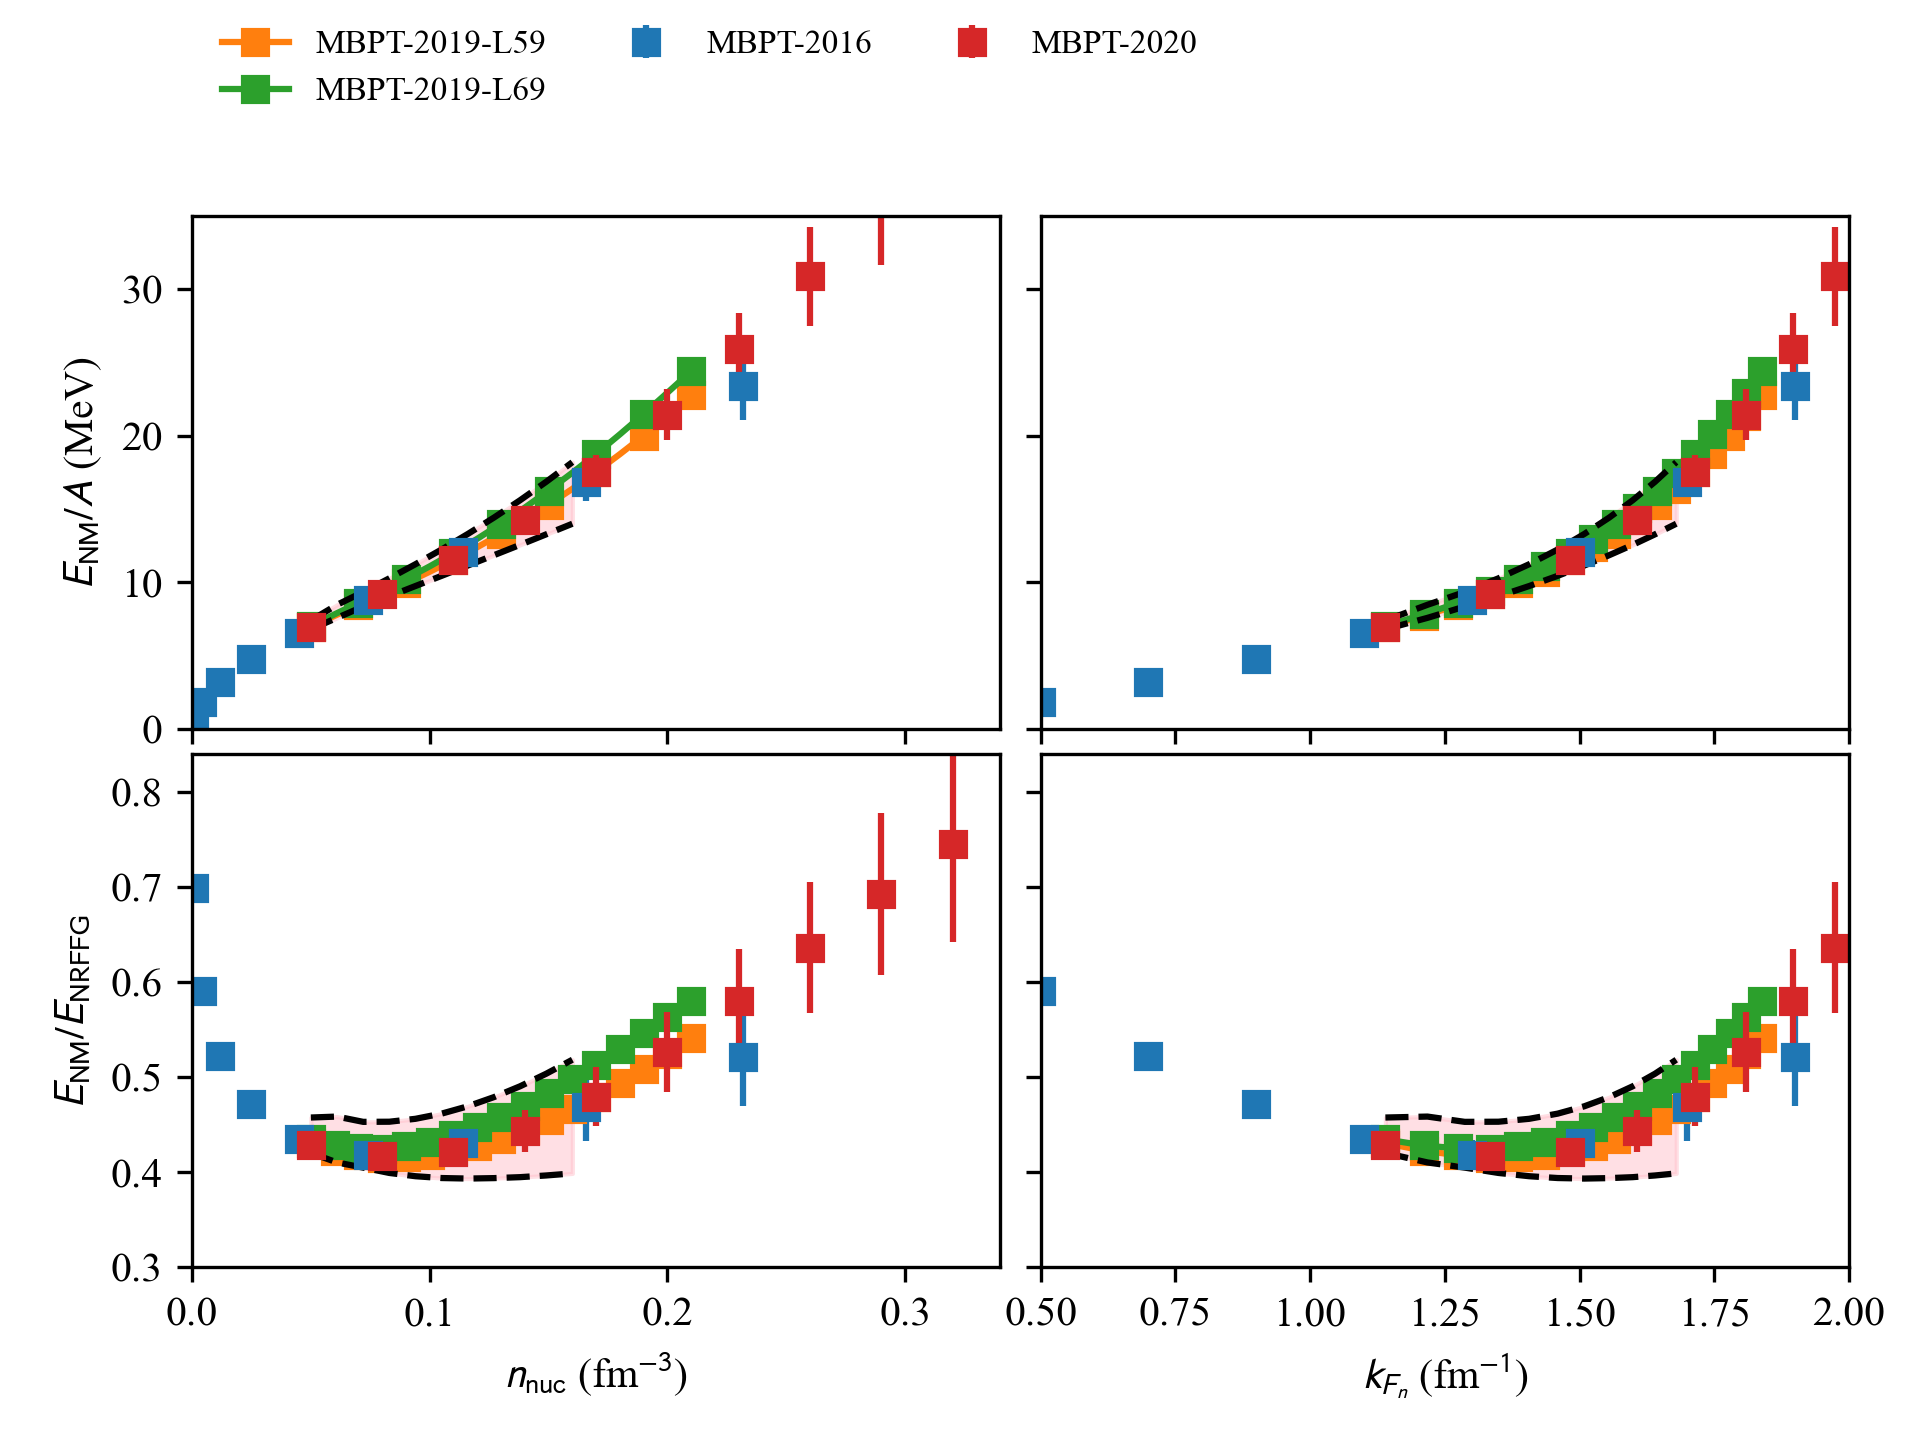 MBPT-2019-L59 MBPT-2016 MBPT-2020
MBPT-2019-L69
E_NM/A (MeV)
30
20
10
0
E_NM/E_NRFFG
0.8
0.7
0.6
0.5
0.4
0.3
0.0 0.1 0.2 0.3
0.50 0.75 1.00 1.25 1.50 1.75 2.00
n_nuc (fm⁻³)
k_{F_n} (fm⁻¹)